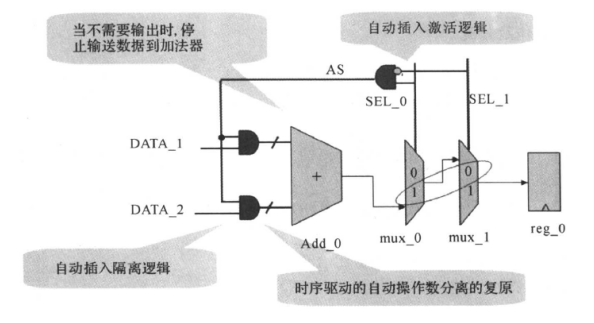 当不需要输出时,停
止输送数据到加法器
自动插入激活逻辑
AS
SEL_0
SEL_1
DATA_1
DATA_2
+
0
1
0
1
Add_0
mux_0
mux_1
reg_0
自动插入隔离逻辑
时序驱动的自动操作数分离的复原